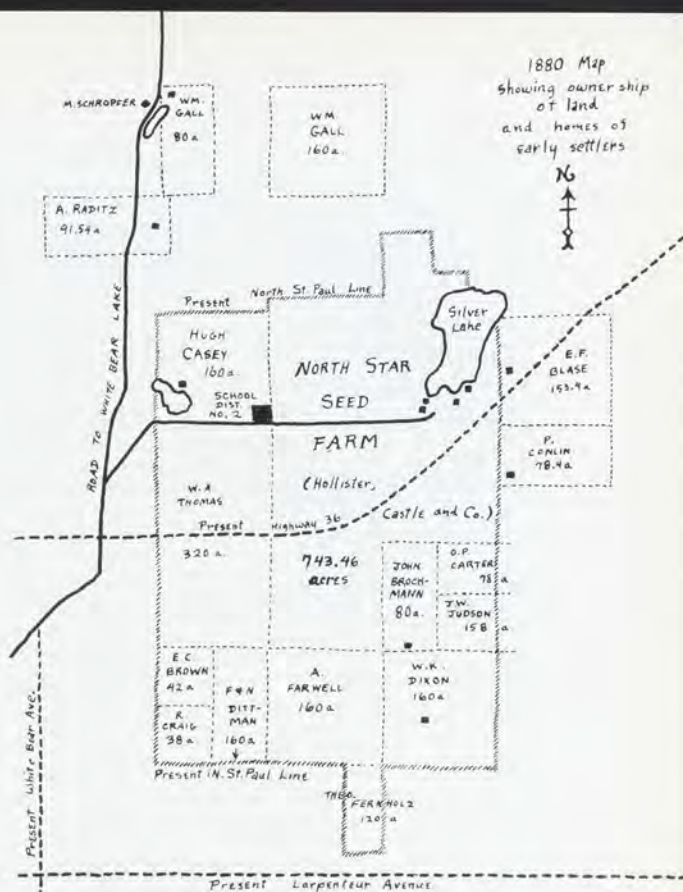 1880 Map
showing ownership
of land
and homes of
early settlers
N
M. SCHROPFER
WM.
GALL
80 a
WM.
GALL
160 a.
A. RADITZ
91.54 a
ROAD TO WHITE BEAR LAKE
Present North St. Paul Line
HUGH
CASEY
160 a.
SCHOOL
DIST.
NO. 2
NORTH STAR
SEED
FARM
(Hollister,
Castle and Co.)
743.46
acres
Silver
Lake
E.F.
BLASE
153.4 a
P.
CONLIN
78.4 a
W. A
THOMAS
320 a.
Present Highway 36
JOHN
BROCH-
MANN
80 a.
O.P.
CARTER
78 a
J.W.
JUDSON
158 a
E C
BROWN
42 a
R.
CRAIG
38 a
F & N
DITT-
MAN
160 a
A.
FARWELL
160 a
W. K.
DIXON
160 a
Present N. St. Paul Line
THEO.
FERNHOLZ
120 a
Present White Bear Ave.
Present Larpenteur Avenue